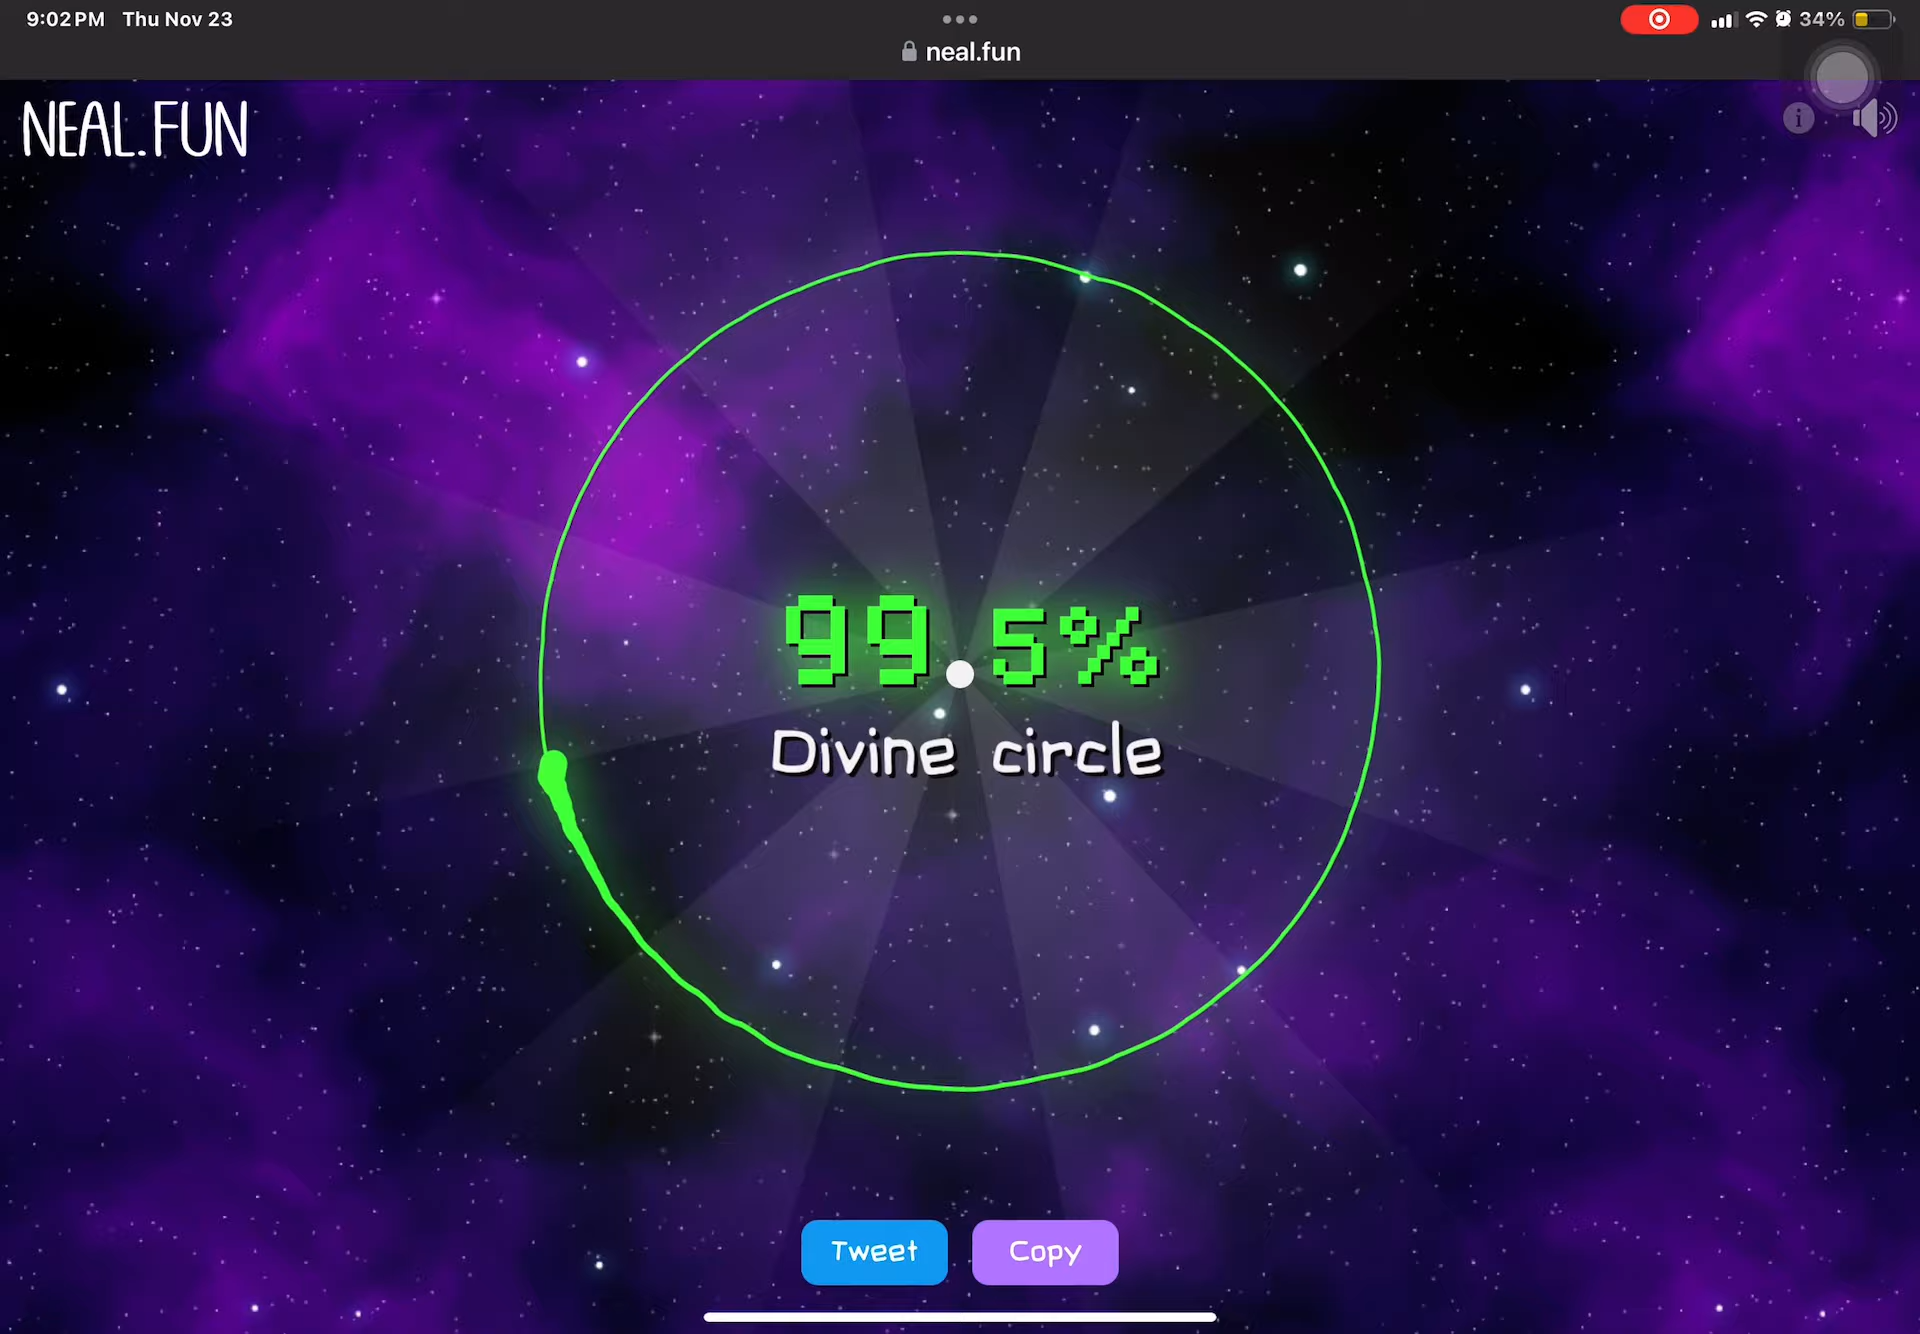 9:02 PM Thu Nov 23
34%
neal.fun
NEAL.FUN
99.5%
Divine circle
Tweet
Copy